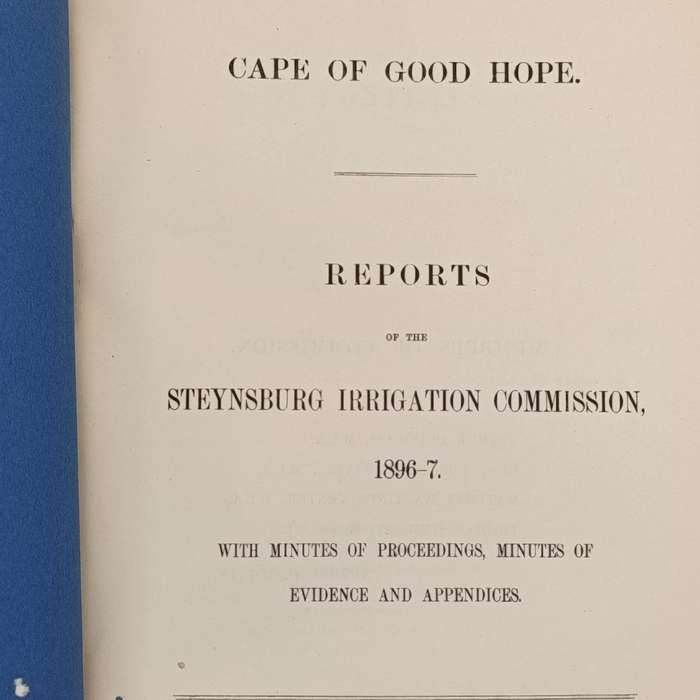 CAPE OF GOOD HOPE.
REPORTS
OF THE
STEYNSBURG IRRIGATION COMMISSION,
1896-7.
WITH MINUTES OF PROCEEDINGS, MINUTES OF
EVIDENCE AND APPENDICES.